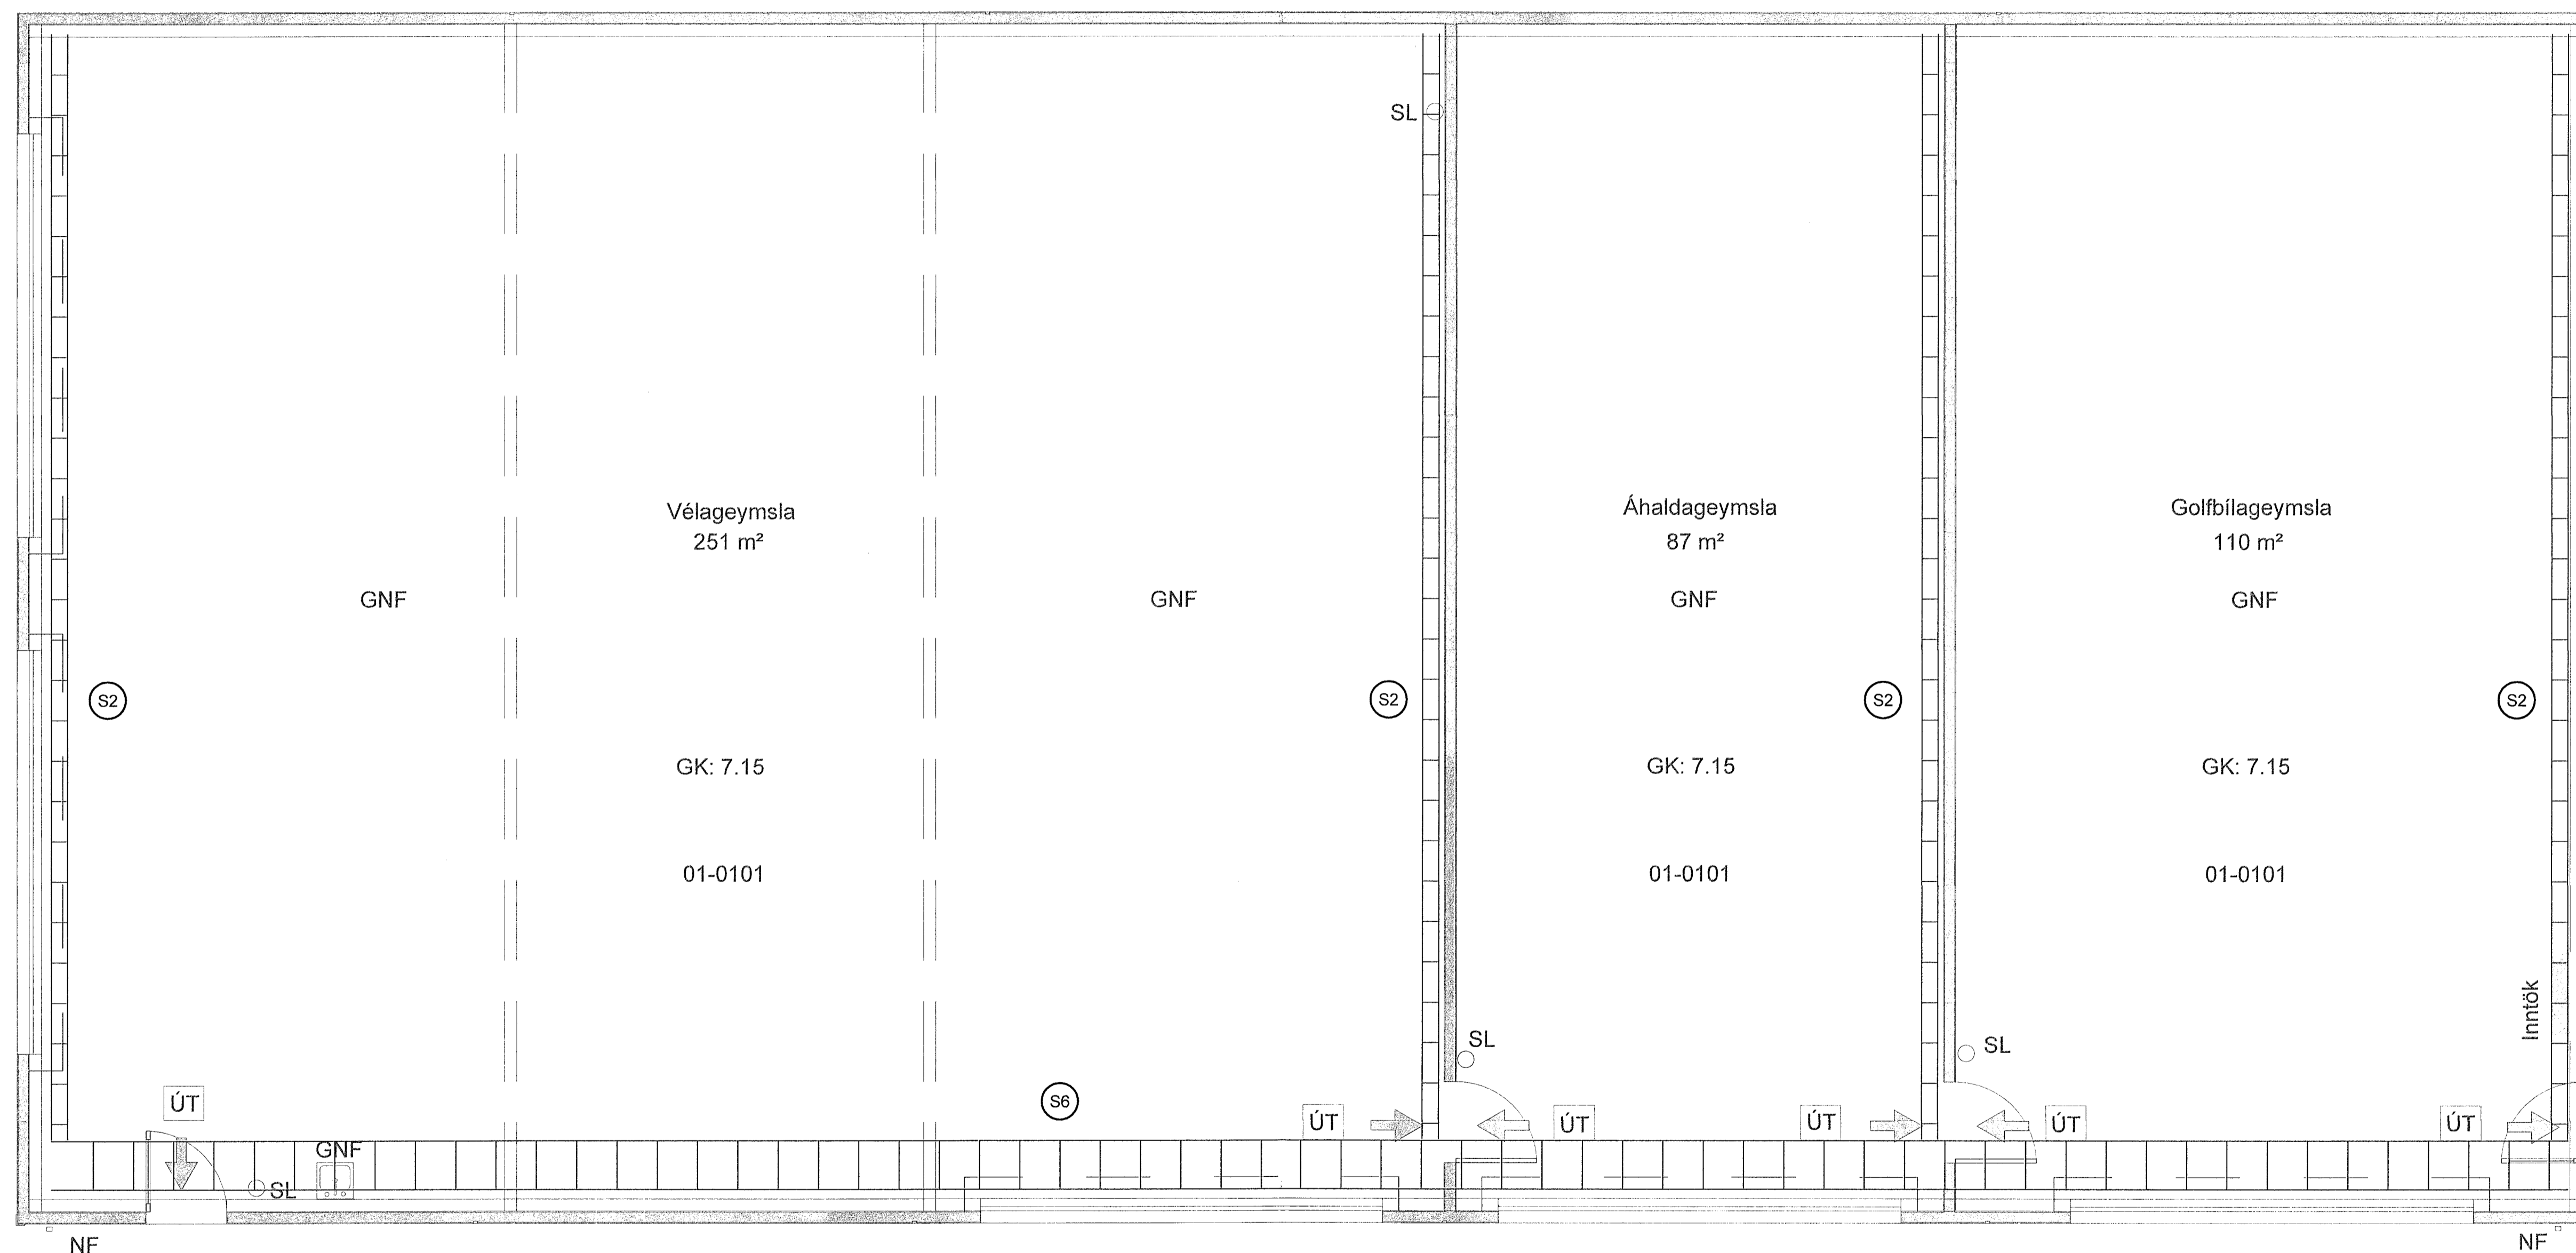 SL
Vélageymsla
251 m²
Áhaldageymsla
87 m²
Golfbílageymsla
110 m²
GNF
GNF
GNF
GNF
S2
S2
S2
S2
GK: 7.15
GK: 7.15
GK: 7.15
01-0101
01-0101
01-0101
Inntök
SL
SL
ÚT
S6
ÚT
ÚT
ÚT
ÚT
ÚT
GNF
SL
NF
NF